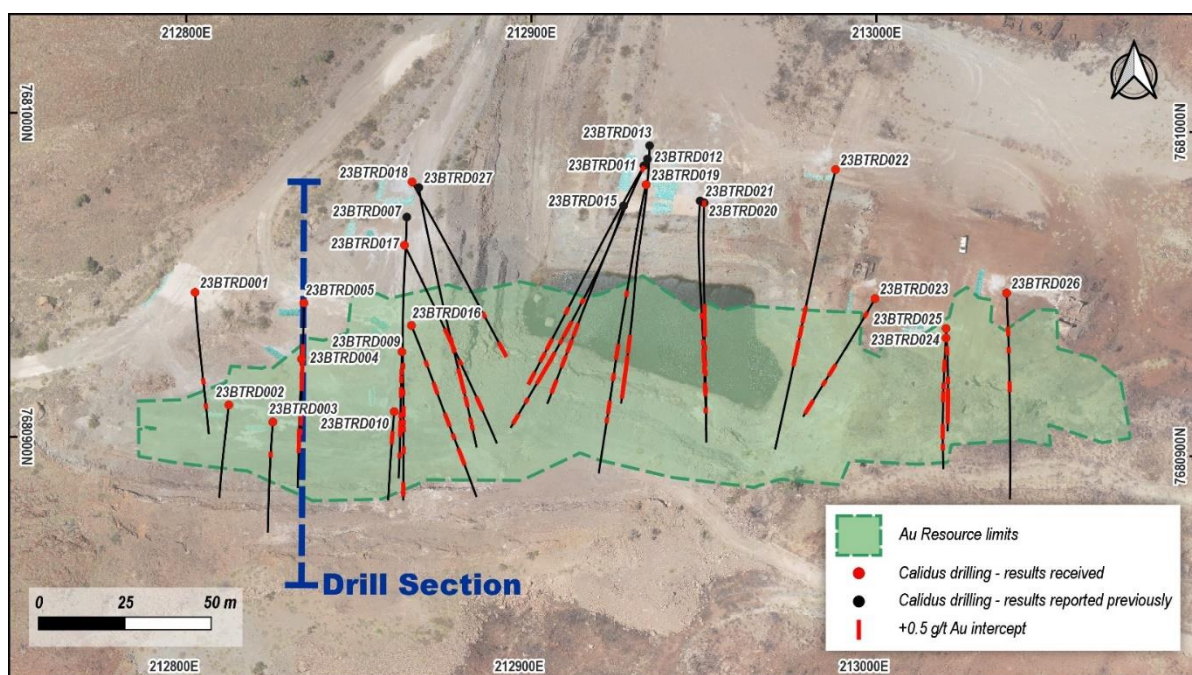 212800E
212900E
213000E
7681000N
7681000N
23BTRD013
23BTRD011
23BTRD012
23BTRD022
23BTRD018
23BTRD027
23BTRD019
23BTRD021
23BTRD007
23BTRD015
23BTRD020
23BTRD017
23BTRD001
23BTRD005
23BTRD023
23BTRD026
23BTRD016
23BTRD025
23BTRD009
23BTRD024
23BTRD004
23BTRD002
23BTRD003
23BTRD010
7680900N
7680900N
Drill Section
0 25 50 m
Au Resource limits
Calidus drilling - results received
Calidus drilling - results reported previously
+0.5 g/t Au intercept
212800E
212900E
213000E